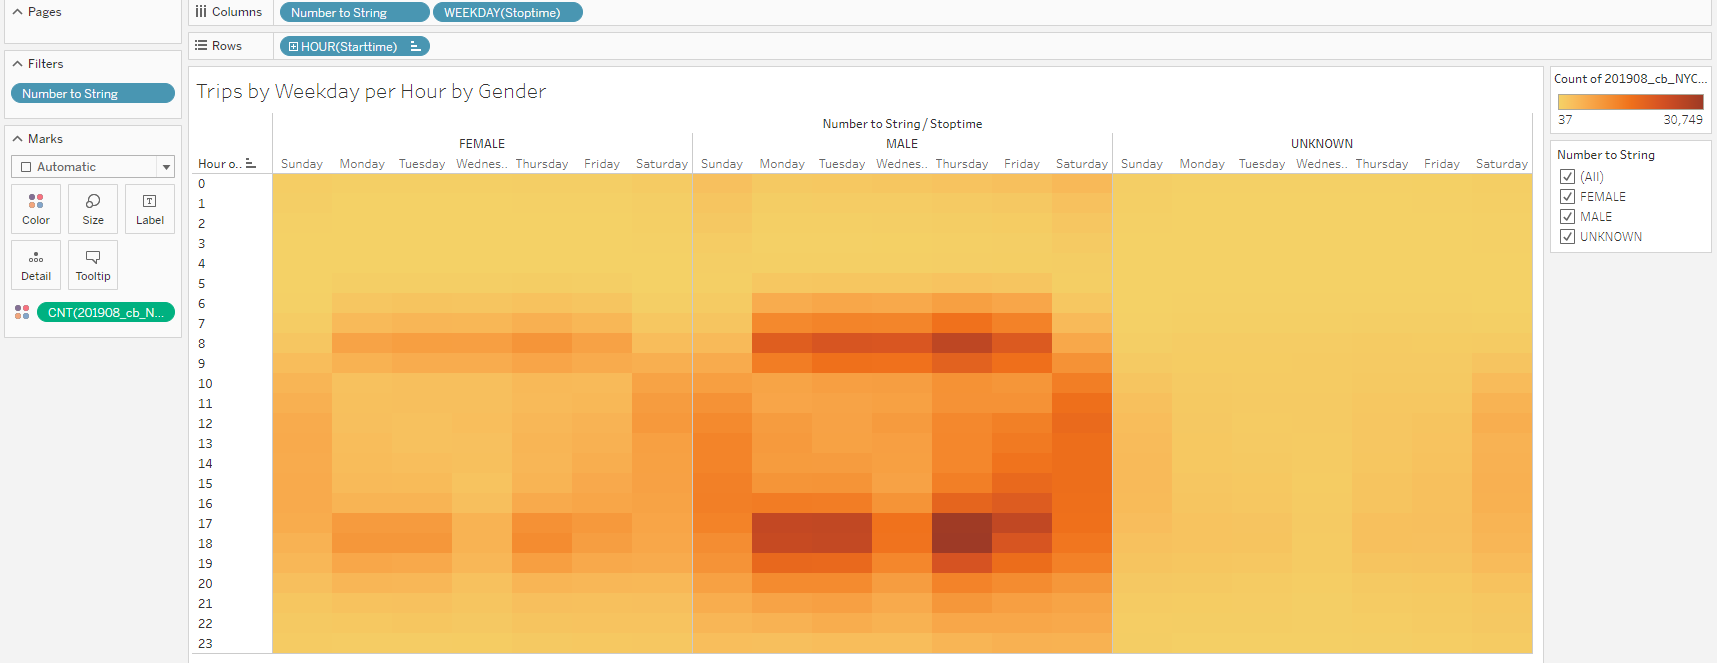 Pages
Columns
Number to String
WEEKDAY(Stoptime)
Rows
HOUR(Starttime)
Filters
Number to String
Marks
Automatic
Color
Size
Label
Detail
Tooltip
CNT(201908_cb_N...
Trips by Weekday per Hour by Gender
Number to String / Stoptime
FEMALE
MALE
UNKNOWN
Hour o.. Sunday Monday Tuesday Wednes.. Thursday Friday Saturday Sunday Monday Tuesday Wednes.. Thursday Friday Saturday Sunday Monday Tuesday Wednes.. Thursday Friday Saturday
0
1
2
3
4
5
6
7
8
9
10
11
12
13
14
15
16
17
18
19
20
21
22
23
Count of 201908_cb_NYC...
37 30,749
Number to String
(All)
FEMALE
MALE
UNKNOWN